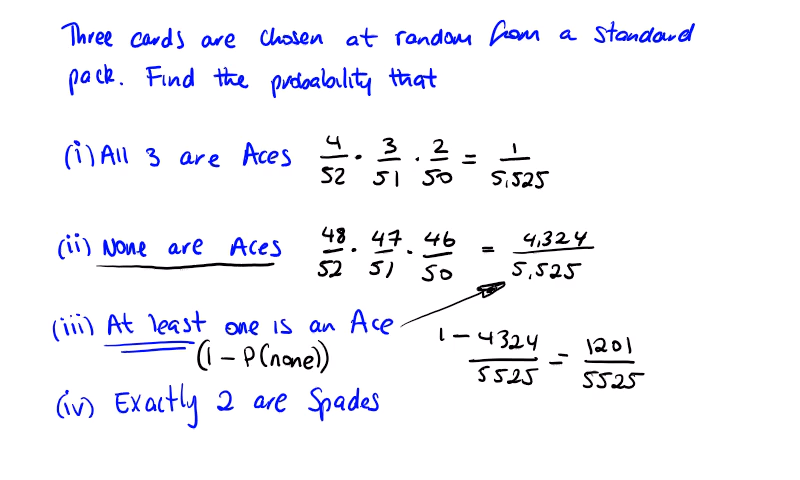 Three cards are chosen at random from a standard
pack. Find the probability that
(i) All 3 are Aces 4/52 · 3/51 · 2/50 = 1/5,525
(ii) None are Aces 48/52 · 47/51 · 46/50 = 4,324/5,525
(iii) At least one is an Ace
(1 - P(none)) 1 - 4324/5525 = 1201/5525
(iv) Exactly 2 are Spades